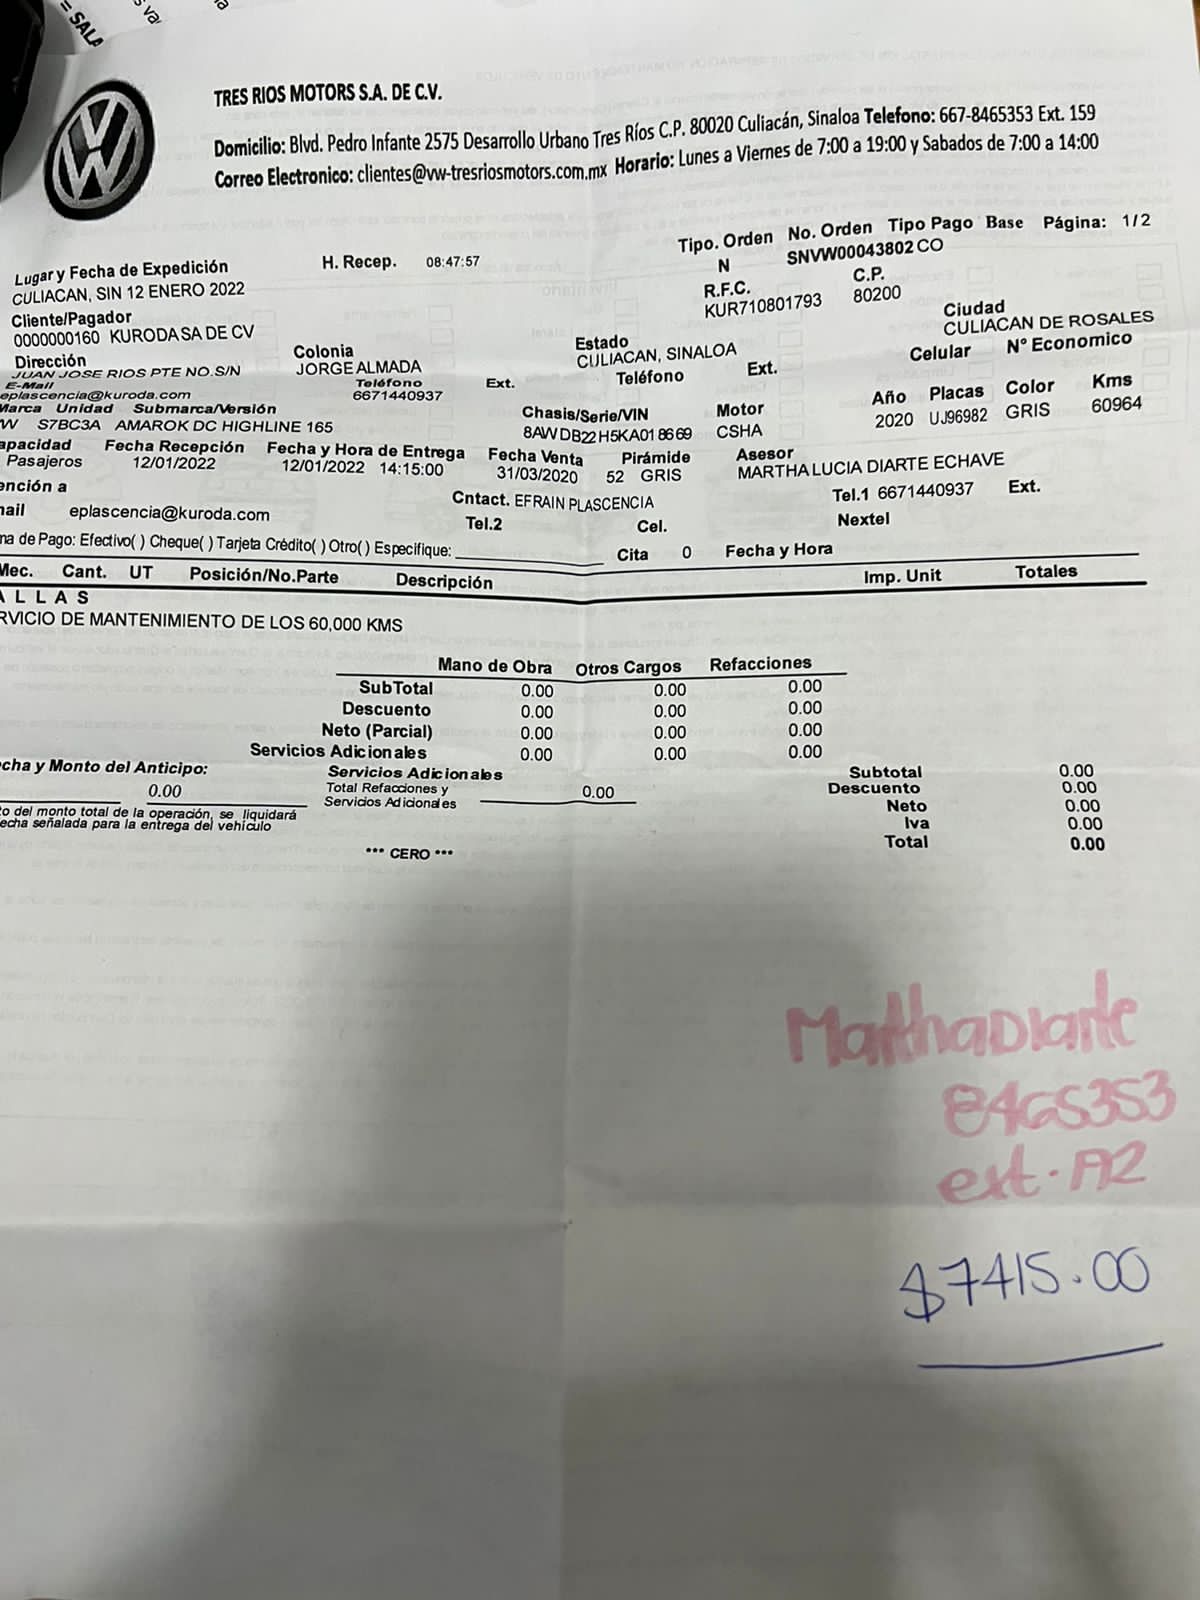 = SALA
TRES RIOS MOTORS S.A. DE C.V.
Domicilio: Blvd. Pedro Infante 2575 Desarrollo Urbano Tres Ríos C.P. 80020 Culiacán, Sinaloa Telefono: 667-8465353 Ext. 159
Correo Electronico: clientes@vw-tresriosmotors.com.mx Horario: Lunes a Viernes de 7:00 a 19:00 y Sabados de 7:00 a 14:00
Tipo. Orden No. Orden Tipo Pago Base Página: 1/2
Lugar y Fecha de Expedición H. Recep. 08:47:57 N SNVW00043802 CO
CULIACAN, SIN 12 ENERO 2022 R.F.C. C.P.
KUR710801793 80200
Cliente/Pagador Ciudad
0000000160 KURODA SA DE CV Estado CULIACAN DE ROSALES
Dirección Colonia CULIACAN, SINALOA Celular N° Economico
JUAN JOSE RIOS PTE NO.S/N JORGE ALMADA Teléfono Ext.
E-Mail Teléfono Ext.
eplascencia@kuroda.com 6671440937
Marca Unidad Submarca/Versión Chasis/Serie/VIN Motor Año Placas Color Kms
VW S7BC3A AMAROK DC HIGHLINE 165 8AWDB22H5KA018669 CSHA 2020 UJ96982 GRIS 60964
apacidad Fecha Recepción Fecha y Hora de Entrega Fecha Venta Pirámide Asesor
Pasajeros 12/01/2022 12/01/2022 14:15:00 31/03/2020 52 GRIS MARTHA LUCIA DIARTE ECHAVE
ención a Cntact. EFRAIN PLASCENCIA Tel.1 6671440937 Ext.
mail eplascencia@kuroda.com Tel.2 Cel. Nextel
ma de Pago: Efectivo( ) Cheque( ) Tarjeta Crédito( ) Otro( ) Especifique: Cita 0 Fecha y Hora
Mec. Cant. UT Posición/No.Parte Descripción Imp. Unit Totales
ALLAS
RVICIO DE MANTENIMIENTO DE LOS 60,000 KMS
Mano de Obra Otros Cargos Refacciones
SubTotal 0.00 0.00 0.00
Descuento 0.00 0.00 0.00
Neto (Parcial) 0.00 0.00 0.00
Servicios Adicionales 0.00 0.00 0.00
echa y Monto del Anticipo: Servicios Adicionales Subtotal 0.00
0.00 Total Refacciones y 0.00 Descuento 0.00
Servicios Adicionales Neto 0.00
to del monto total de la operación, se liquidará Iva 0.00
echa señalada para la entrega del vehículo Total 0.00
*** CERO ***
Martha Diarte
8465353
ext. A2
$7415.00